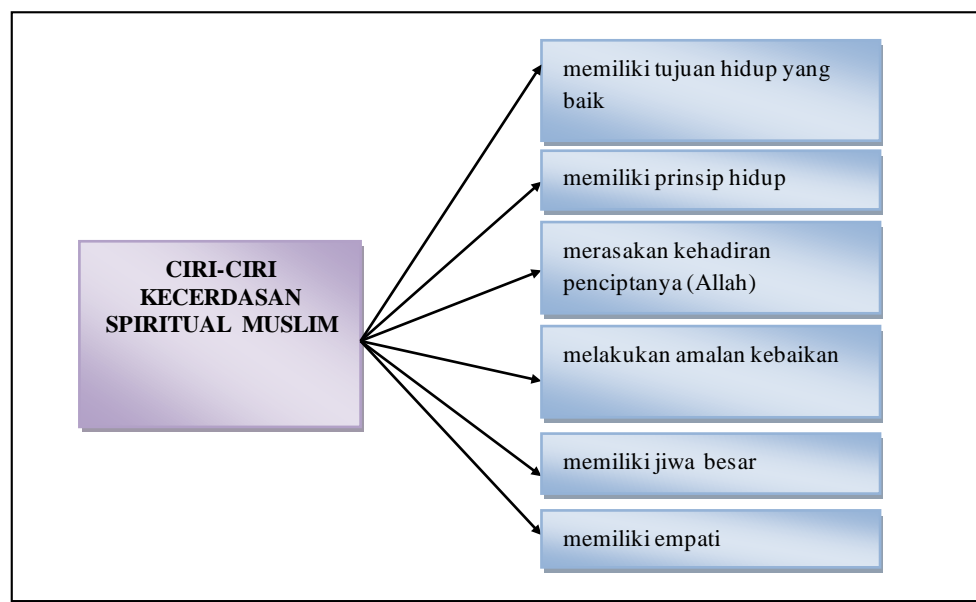 CIRI-CIRI
KECERDASAN
SPIRITUAL MUSLIM
memiliki tujuan hidup yang
baik
memiliki prinsip hidup
merasakan kehadiran
penciptanya (Allah)
melakukan amalan kebaikan
memiliki jiwa besar
memiliki empati